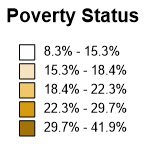 Poverty Status
8.3% - 15.3%
15.3% - 18.4%
18.4% - 22.3%
22.3% - 29.7%
29.7% - 41.9%